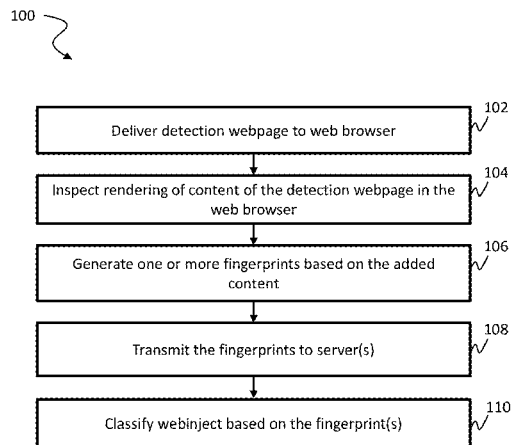 100
102
Deliver detection webpage to web browser
104
Inspect rendering of content of the detection webpage in the
web browser
106
Generate one or more fingerprints based on the added
content
108
Transmit the fingerprints to server(s)
110
Classify webinject based on the fingerprint(s)